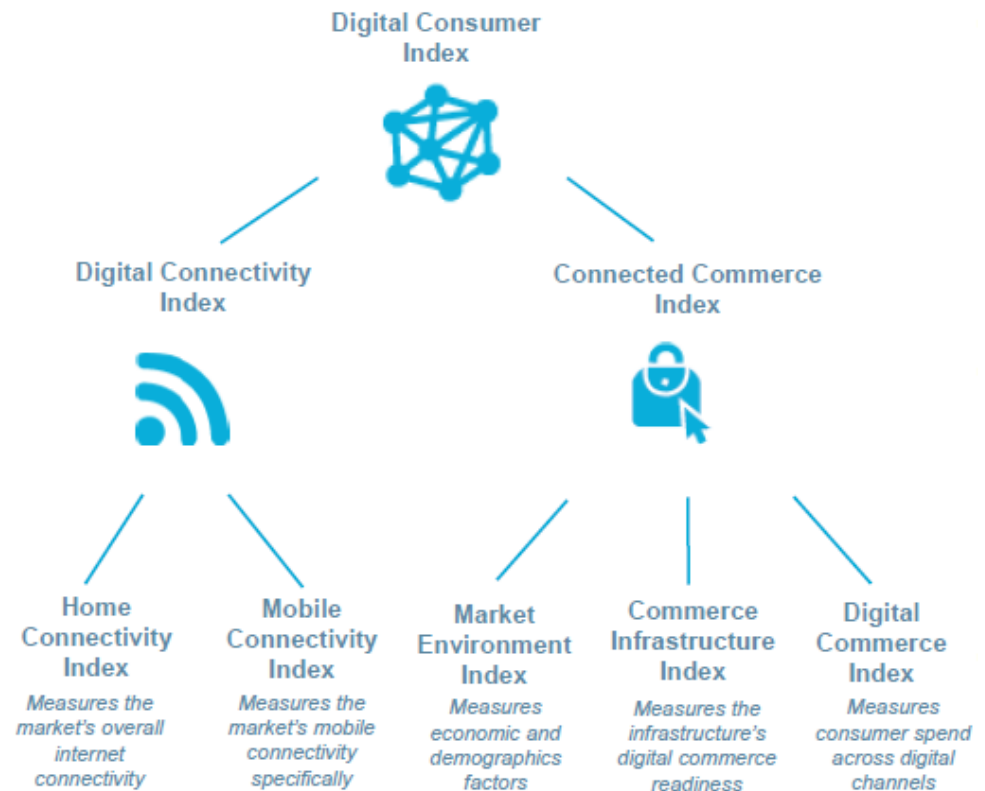 Digital Consumer
Index
Digital Connectivity
Index
Connected Commerce
Index
Home
Connectivity
Index
Measures the
market's overall
internet
connectivity
Mobile
Connectivity
Index
Measures the
market's mobile
connectivity
specifically
Market
Environment
Index
Measures
economic and
demographics
factors
Commerce
Infrastructure
Index
Measures the
infrastructure's
digital commerce
readiness
Digital
Commerce
Index
Measures
consumer spend
across digital
channels